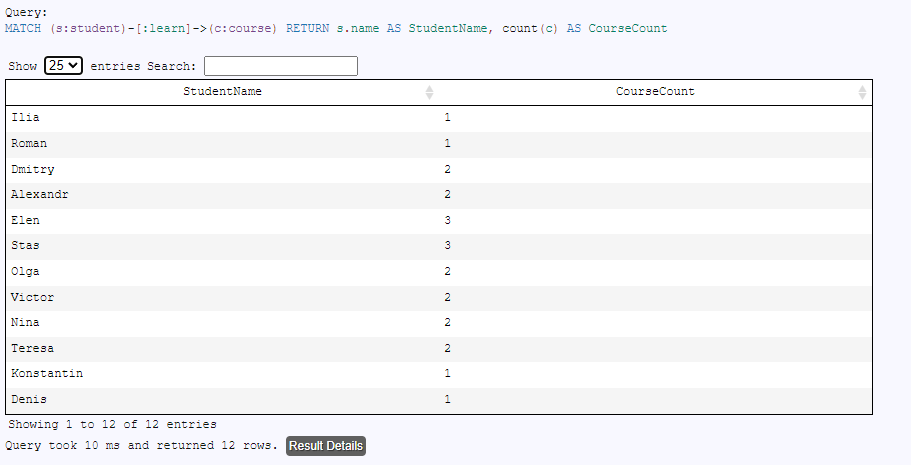 Query:
MATCH (s:student)-[:learn]->(c:course) RETURN s.name AS StudentName, count(c) AS CourseCount
Show 25 entries Search:
StudentName CourseCount
Ilia 1
Roman 1
Dmitry 2
Alexandr 2
Elen 3
Stas 3
Olga 2
Victor 2
Nina 2
Teresa 2
Konstantin 1
Denis 1
Showing 1 to 12 of 12 entries
Query took 10 ms and returned 12 rows. Result Details